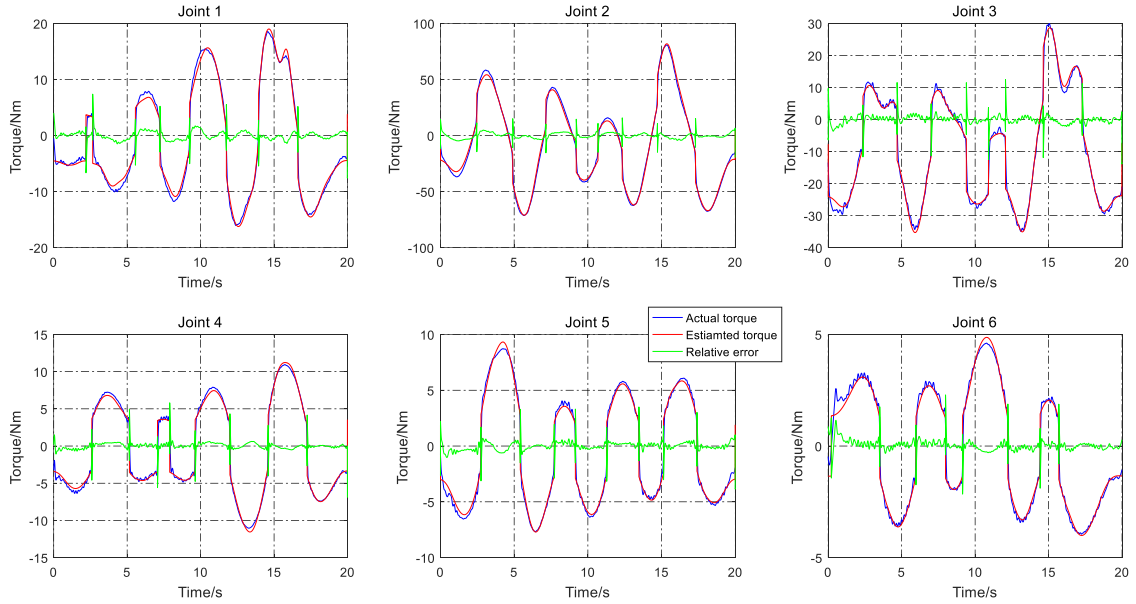 Joint 1
20
10
0
-10
-20
Torque/Nm
0 5 10 15 20
Time/s
Joint 2
100
50
0
-50
-100
Torque/Nm
0 5 10 15 20
Time/s
Joint 3
30
20
10
0
-10
-20
-30
-40
Torque/Nm
0 5 10 15 20
Time/s
Joint 4
15
10
5
0
-5
-10
-15
Torque/Nm
0 5 10 15 20
Time/s
Joint 5
10
5
0
-5
-10
Torque/Nm
0 5 10 15 20
Time/s
Actual torque
Estiamted torque
Relative error
Joint 6
5
0
-5
Torque/Nm
0 5 10 15 20
Time/s